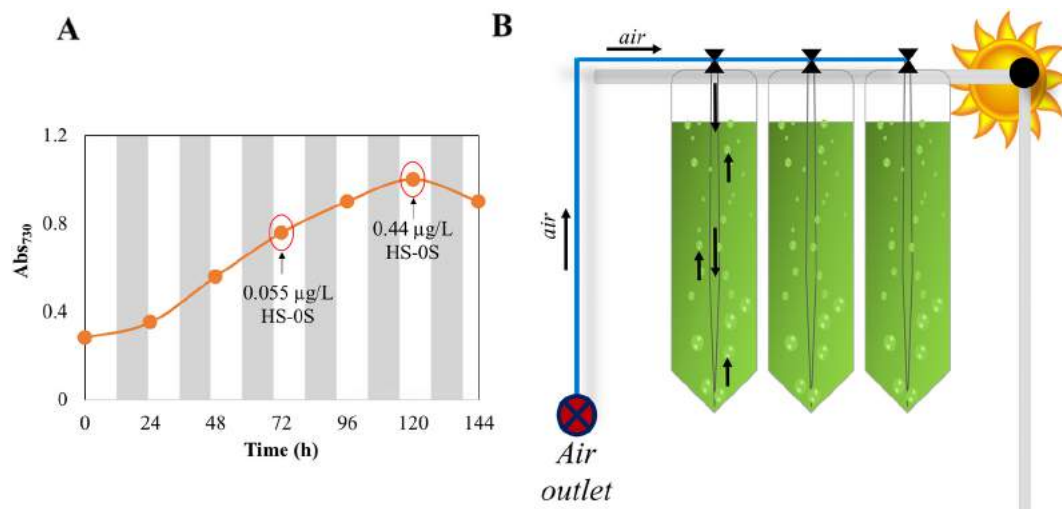 A
1.2
0.8
0.4
0
Abs₇₃₀
0.055 µg/L
HS-0S
0.44 µg/L
HS-0S
0 24 48 72 96 120 144
Time (h)
B
air
air
Air
outlet